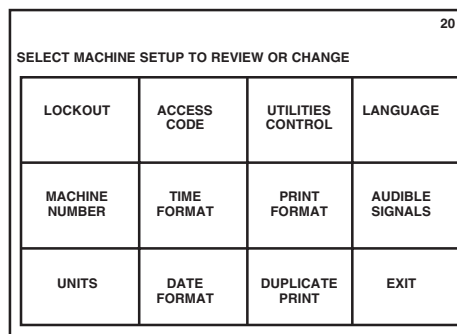 20
SELECT MACHINE SETUP TO REVIEW OR CHANGE
LOCKOUT
ACCESS
CODE
UTILITIES
CONTROL
LANGUAGE
MACHINE
NUMBER
TIME
FORMAT
PRINT
FORMAT
AUDIBLE
SIGNALS
UNITS
DATE
FORMAT
DUPLICATE
PRINT
EXIT